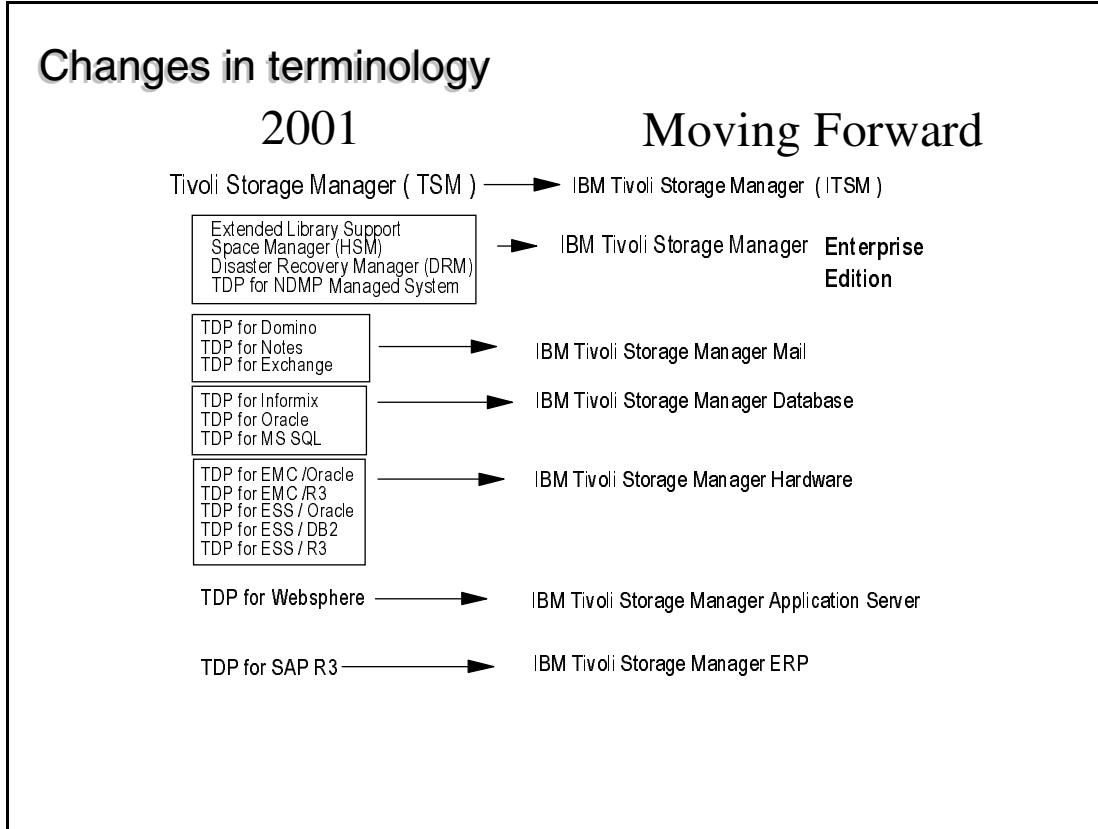 Changes in terminology
2001
Moving Forward
Tivoli Storage Manager ( TSM )
IBM Tivoli Storage Manager ( ITSM )
Extended Library Support
Space Manager (HSM)
Disaster Recovery Manager (DRM)
TDP for NDMP Managed System
IBM Tivoli Storage Manager Enterprise
Edition
TDP for Domino
TDP for Notes
TDP for Exchange
IBM Tivoli Storage Manager Mail
TDP for Informix
TDP for Oracle
TDP for MS SQL
IBM Tivoli Storage Manager Database
TDP for EMC /Oracle
TDP for EMC /R3
TDP for ESS / Oracle
TDP for ESS / DB2
TDP for ESS / R3
IBM Tivoli Storage Manager Hardware
TDP for Websphere
IBM Tivoli Storage Manager Application Server
TDP for SAP R3
IBM Tivoli Storage Manager ERP